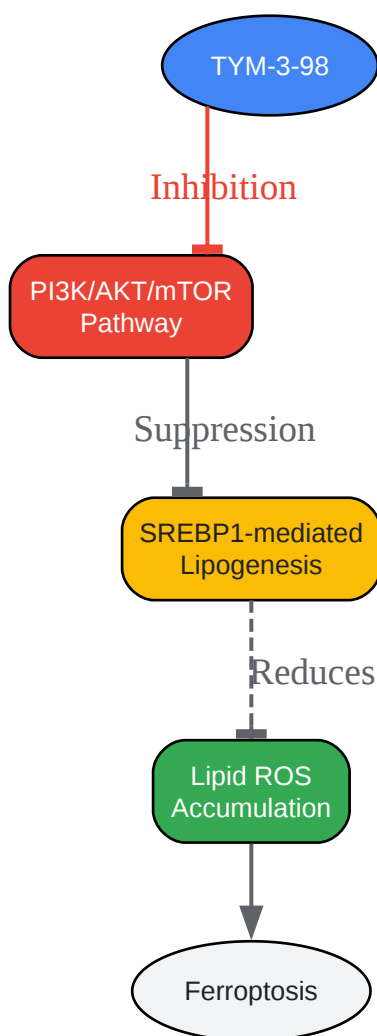 TYM-3-98
Inhibition
PI3K/AKT/mTOR
Pathway
Suppression
SREBP1-mediated
Lipogenesis
Reduces
Lipid ROS
Accumulation
Ferroptosis